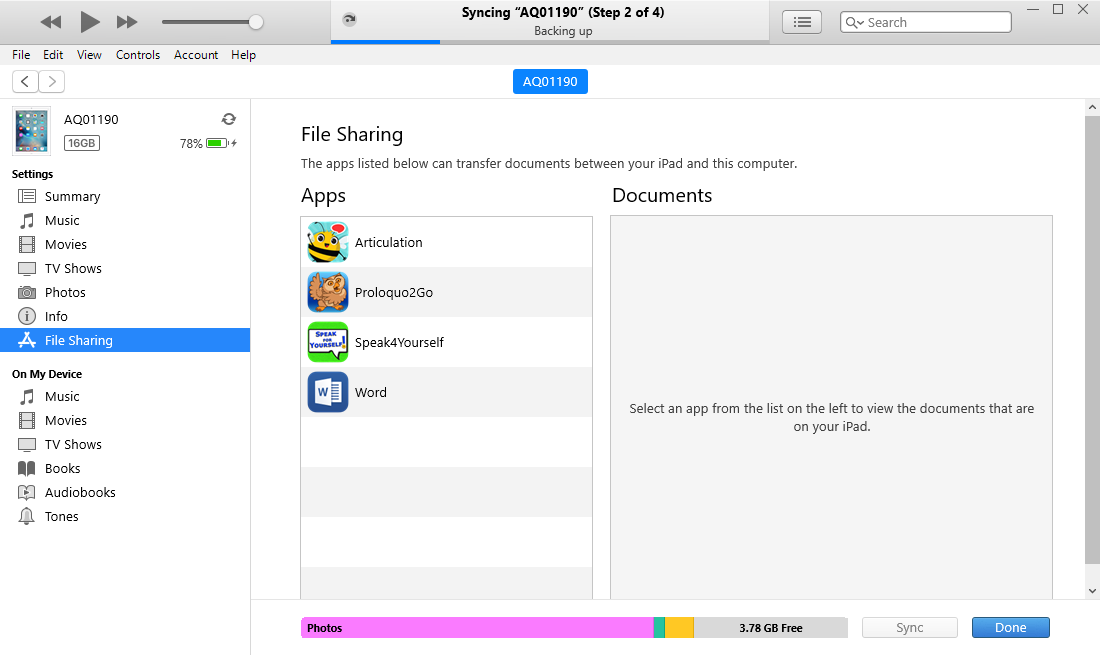 Syncing “AQ01190” (Step 2 of 4)
Backing up
Search
File Edit View Controls Account Help
AQ01190
AQ01190
16GB
78%
Settings
Summary
Music
Movies
TV Shows
Photos
Info
File Sharing
On My Device
Music
Movies
TV Shows
Books
Audiobooks
Tones
File Sharing
The apps listed below can transfer documents between your iPad and this computer.
Apps
Articulation
Proloquo2Go
SPEAK
FOR
YOURSELF!
Speak4Yourself
W
Word
Documents
Select an app from the list on the left to view the documents that are
on your iPad.
Photos
3.78 GB Free
Sync
Done